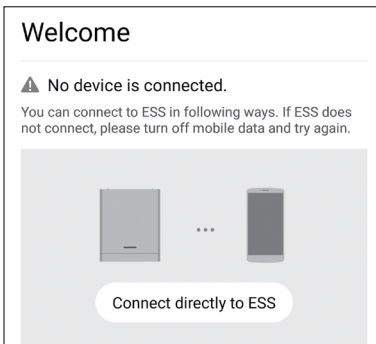 Welcome
No device is connected.
You can connect to ESS in following ways. If ESS does
not connect, please turn off mobile data and try again.
Connect directly to ESS